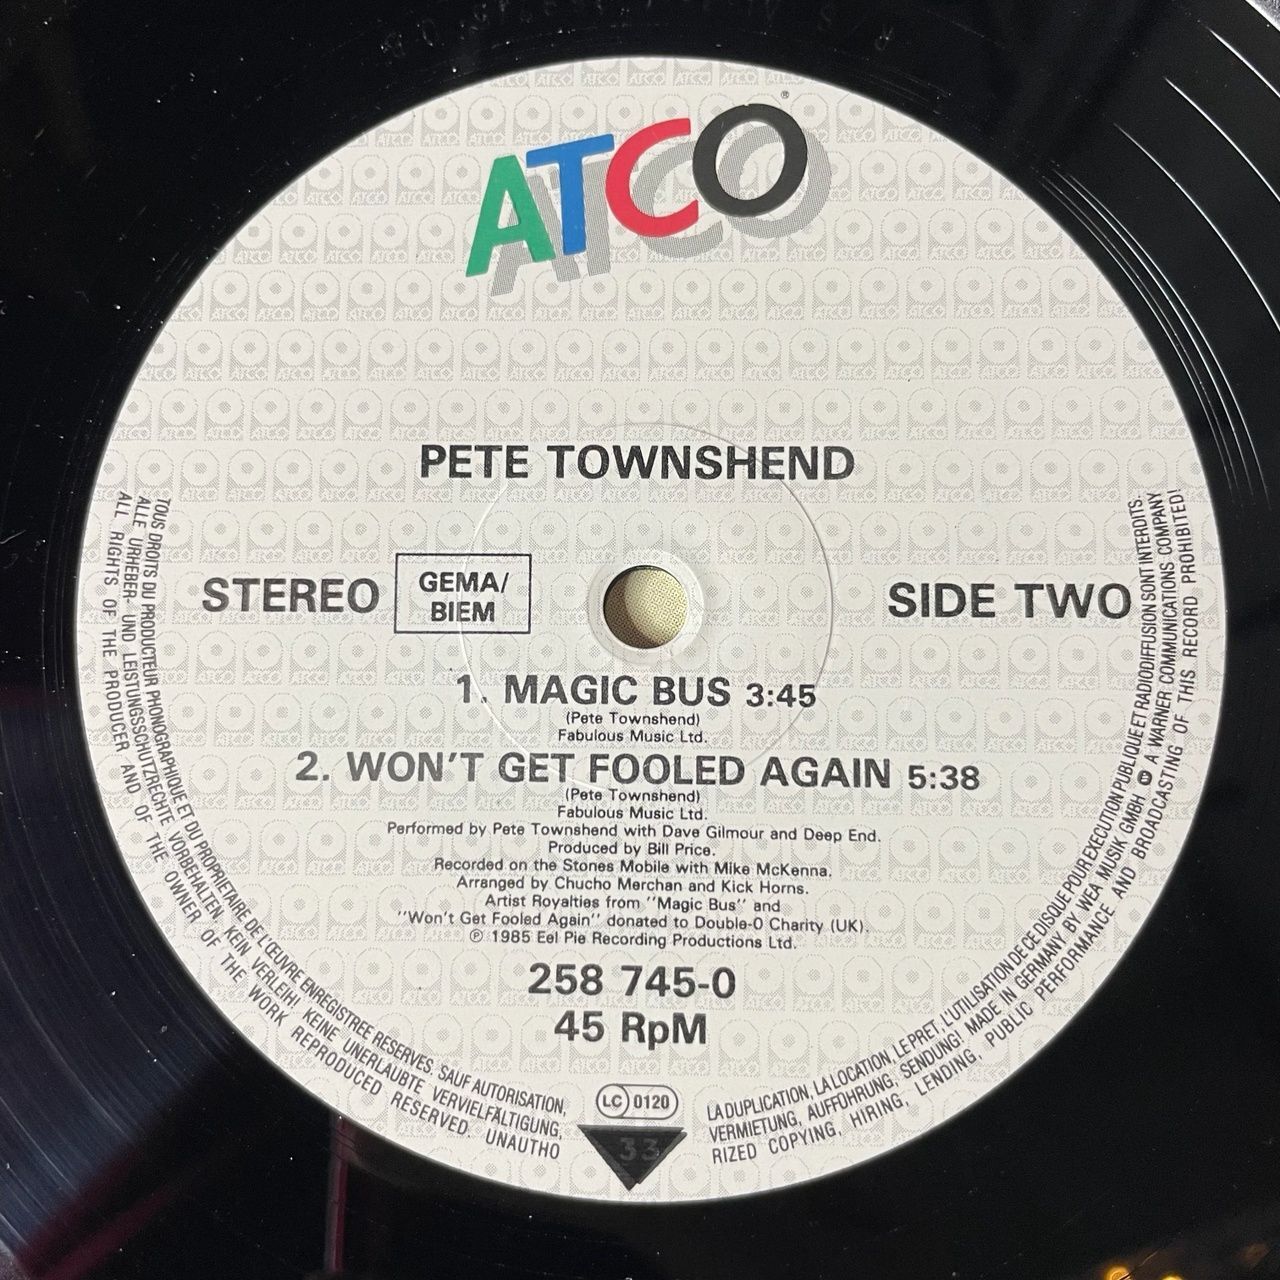 ATCO®
PETE TOWNSHEND
STEREO
GEMA/
BIEM
SIDE TWO
1. MAGIC BUS 3:45
(Pete Townshend)
Fabulous Music Ltd.
2. WON'T GET FOOLED AGAIN 5:38
(Pete Townshend)
Fabulous Music Ltd.
Performed by Pete Townshend with Dave Gilmour and Deep End.
Produced by Bill Price.
Recorded on the Stones Mobile with Mike McKenna.
Arranged by Chucho Merchan and Kick Horns.
Artist Royalties from "Magic Bus" and
"Won't Get Fooled Again" donated to Double-O Charity (UK).
℗ 1985 Eel Pie Recording Productions Ltd.
258 745-0
45 RpM
LC 0120
33
TOUS DROITS DU PRODUCTEUR PHONOGRAPHIQUE ET DU PROPRIETAIRE DE L'ŒUVRE ENREGISTREE RESERVES. SAUF AUTORISATION,
ALLE URHEBER- UND LEISTUNGSSCHUTZRECHTE VORBEHALTEN. KEIN VERLEIH! KEINE UNERLAUBTE VERVIELFÄLTIGUNG,
ALL RIGHTS OF THE PRODUCER AND OF THE OWNER OF THE WORK REPRODUCED RESERVED. UNAUTHO
LA DUPLICATION, LA LOCATION, LE PRET, L'UTILISATION DE CE DISQUE POUR EXECUTION PUBLIQUE ET RADIODIFFUSION SONT INTERDITS.
VERMIETUNG, AUFFÜHRUNG, SENDUNG! MADE IN GERMANY BY WEA MUSIK GMBH A WARNER COMMUNICATIONS COMPANY
RIZED COPYING, HIRING, LENDING, PUBLIC PERFORMANCE AND BROADCASTING OF THIS RECORD PROHIBITED!